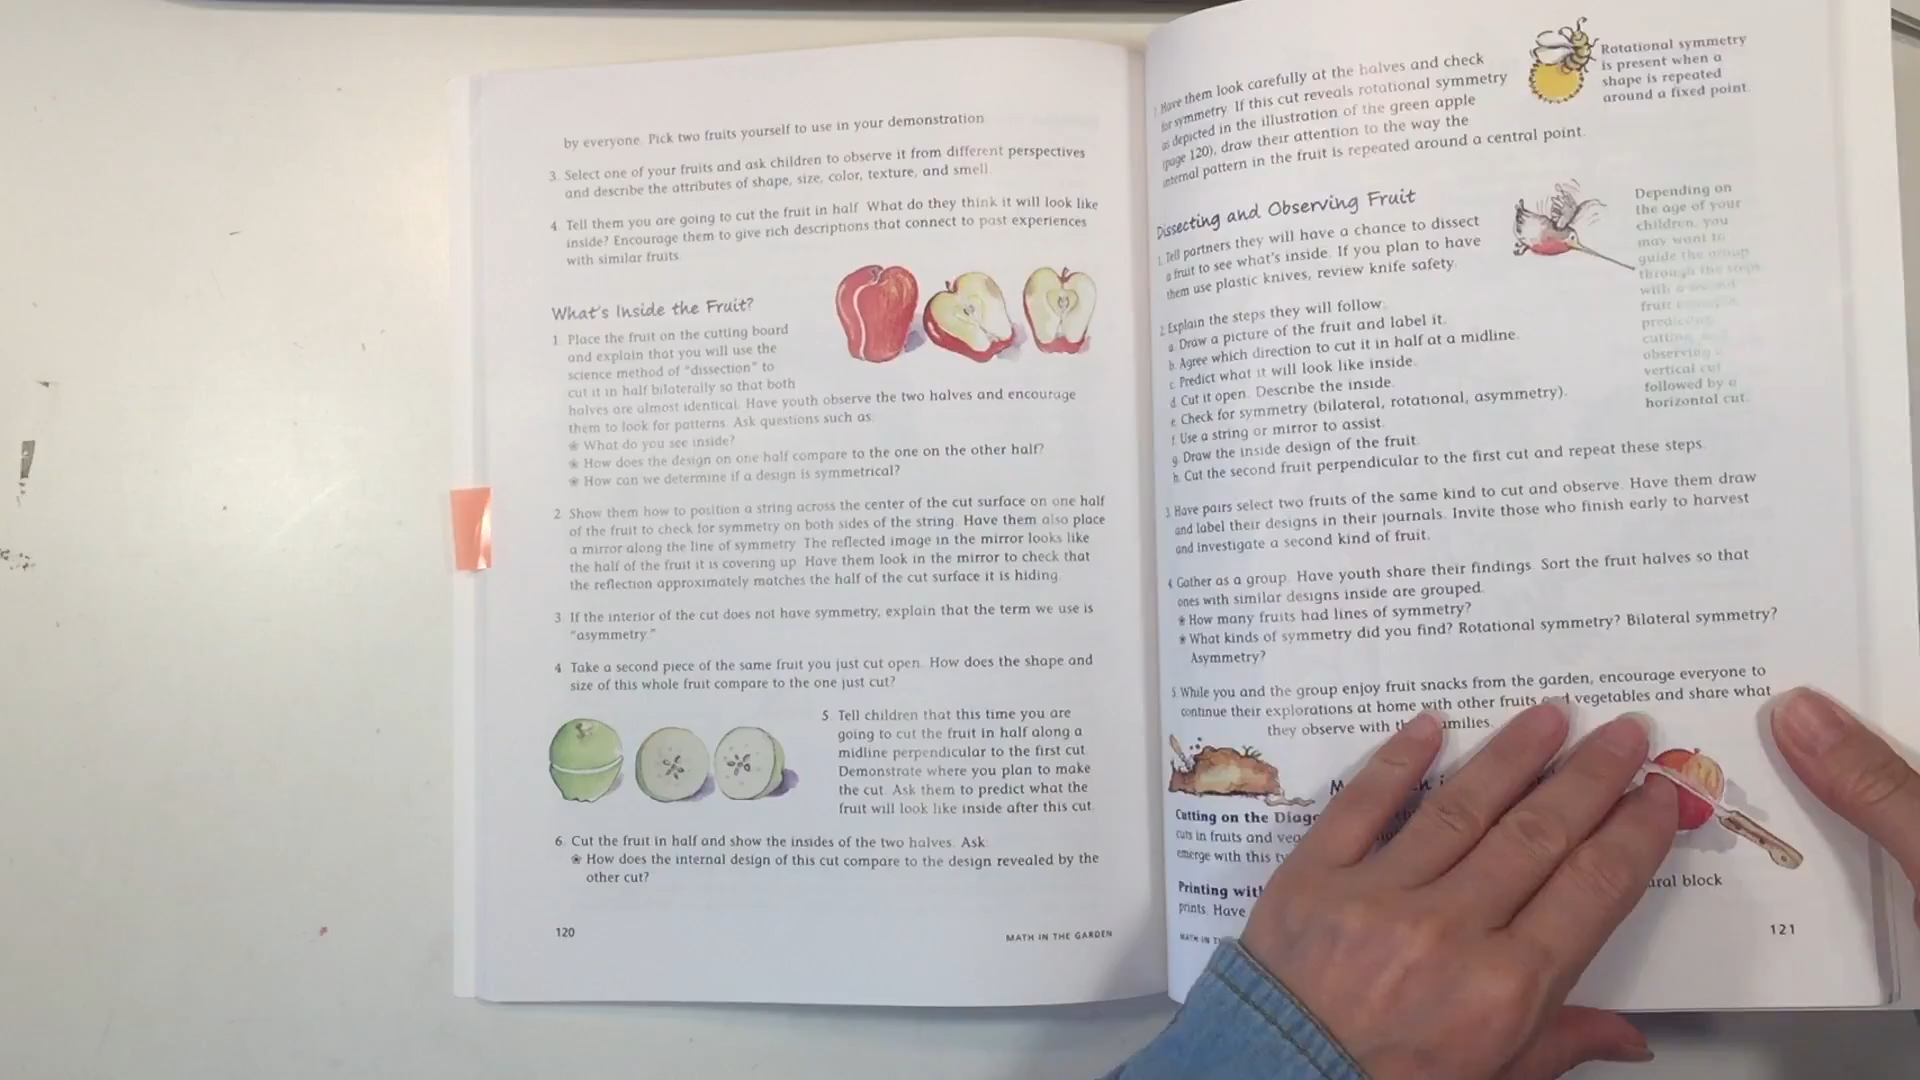 by everyone. Pick two fruits yourself to use in your demonstration
3. Select one of your fruits and ask children to observe it from different perspectives
and describe the attributes of shape, size, color, texture, and smell.
4. Tell them you are going to cut the fruit in half. What do they think it will look like
inside? Encourage them to give rich descriptions that connect to past experiences
with similar fruits.
What's Inside the Fruit?
1 Place the fruit on the cutting board
and explain that you will use the
science method of "dissection" to
cut it in half bilaterally so that both
halves are almost identical. Have youth observe the two halves and encourage
them to look for patterns. Ask questions such as:
❀ What do you see inside?
❀ How does the design on one half compare to the one on the other half?
❀ How can we determine if a design is symmetrical?
2 Show them how to position a string across the center of the cut surface on one half
of the fruit to check for symmetry on both sides of the string. Have them also place
a mirror along the line of symmetry. The reflected image in the mirror looks like
the half of the fruit it is covering up. Have them look in the mirror to check that
the reflection approximately matches the half of the cut surface it is hiding.
3 If the interior of the cut does not have symmetry, explain that the term we use is
"asymmetry."
4 Take a second piece of the same fruit you just cut open. How does the shape and
size of this whole fruit compare to the one just cut?
5 Tell children that this time you are
going to cut the fruit in half along a
midline perpendicular to the first cut.
Demonstrate where you plan to make
the cut. Ask them to predict what the
fruit will look like inside after this cut.
6. Cut the fruit in half and show the insides of the two halves. Ask:
❀ How does the internal design of this cut compare to the design revealed by the
other cut?
120
MATH IN THE GARDEN
7. Have them look carefully at the halves and check
for symmetry. If this cut reveals rotational symmetry
as depicted in the illustration of the green apple
(page 120), draw their attention to the way the
internal pattern in the fruit is repeated around a central point.
Rotational symmetry
is present when a
shape is repeated
around a fixed point.
Dissecting and Observing Fruit
1. Tell partners they will have a chance to dissect
a fruit to see what's inside. If you plan to have
them use plastic knives, review knife safety.
2. Explain the steps they will follow:
a. Draw a picture of the fruit and label it.
b. Agree which direction to cut it in half at a midline.
c. Predict what it will look like inside.
d. Cut it open. Describe the inside.
e. Check for symmetry (bilateral, rotational, asymmetry).
f. Use a string or mirror to assist.
g. Draw the inside design of the fruit.
h. Cut the second fruit perpendicular to the first cut and repeat these steps.
Depending on
the age of your
children, you
may want to
guide the group
through the steps
with a second
fruit
predicting,
cutting, and
observing a
vertical cut
followed by a
horizontal cut.
3. Have pairs select two fruits of the same kind to cut and observe. Have them draw
and label their designs in their journals. Invite those who finish early to harvest
and investigate a second kind of fruit.
4 Gather as a group. Have youth share their findings. Sort the fruit halves so that
ones with similar designs inside are grouped.
❀ How many fruits had lines of symmetry?
❀ What kinds of symmetry did you find? Rotational symmetry? Bilateral symmetry?
Asymmetry?
5 While you and the group enjoy fruit snacks from the garden, encourage everyone to
continue their explorations at home with other fruits vegetables and share what
they observe with
Cutting on the
cuts in fruits and
emerge with this
Printing
prints. Have
block
MATH IN
121